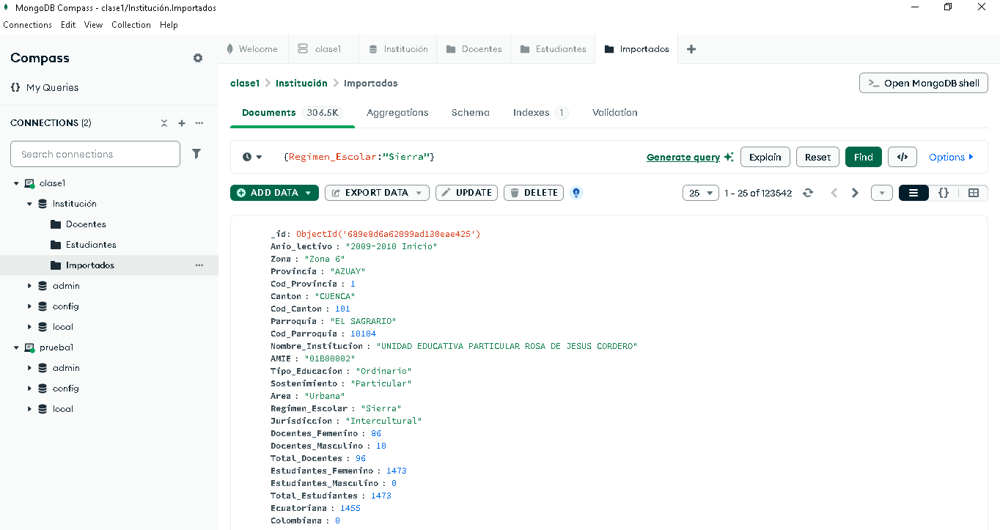 MongoDB Compass - clase1/Institución.Importados
Connections Edit View Collection Help
Compass
My Queries
CONNECTIONS (2)
Search connections
clase1
Institución
Docentes
Estudiantes
Importados
admin
config
local
prueba1
admin
config
local
Welcome clase1 Institución Docentes Estudiantes Importados
clase1 > Institución > Importados
>_ Open MongoDB shell
Documents 306.5K Aggregations Schema Indexes 1 Validation
{Regimen_Escolar:"Sierra"}
Generate query Explain Reset Find </> Options
ADD DATA EXPORT DATA UPDATE DELETE
25 1 – 25 of 123542 {}
_id: ObjectId('689e8d6a62099ad130eae425')
Anio_lectivo : "2009-2010 Inicio"
Zona : "Zona 6"
Provincia : "AZUAY"
Cod_Provincia : 1
Canton : "CUENCA"
Cod_Canton : 101
Parroquia : "EL SAGRARIO"
Cod_Parroquia : 10104
Nombre_Institucion : "UNIDAD EDUCATIVA PARTICULAR ROSA DE JESUS CORDERO"
AMIE : "01B00002"
Tipo_Educacion : "Ordinario"
Sostenimiento : "Particular"
Area : "Urbana"
Regimen_Escolar : "Sierra"
Jurisdiccion : "Intercultural"
Docentes_Femenino : 86
Docentes_Masculino : 10
Total_Docentes : 96
Estudiantes_Femenino : 1473
Estudiantes_Masculino : 0
Total_Estudiantes : 1473
Ecuatoriana : 1455
Colombiana : 0